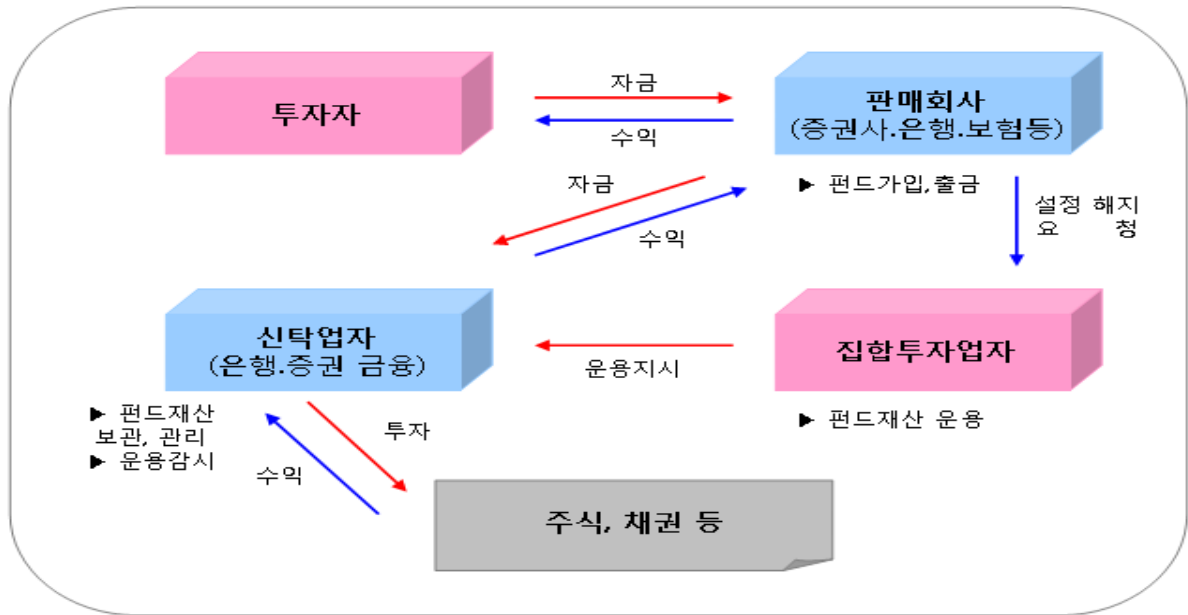 투자자
자금
수익
판매회사
(증권사.은행.보험등)
▶ 펀드가입,출금
자금
수익
설정 해지
요 청
신탁업자
(은행.증권 금융)
▶ 펀드재산
보관, 관리
▶ 운용감시
운용지시
집합투자업자
▶ 펀드재산 운용
투자
수익
주식, 채권 등